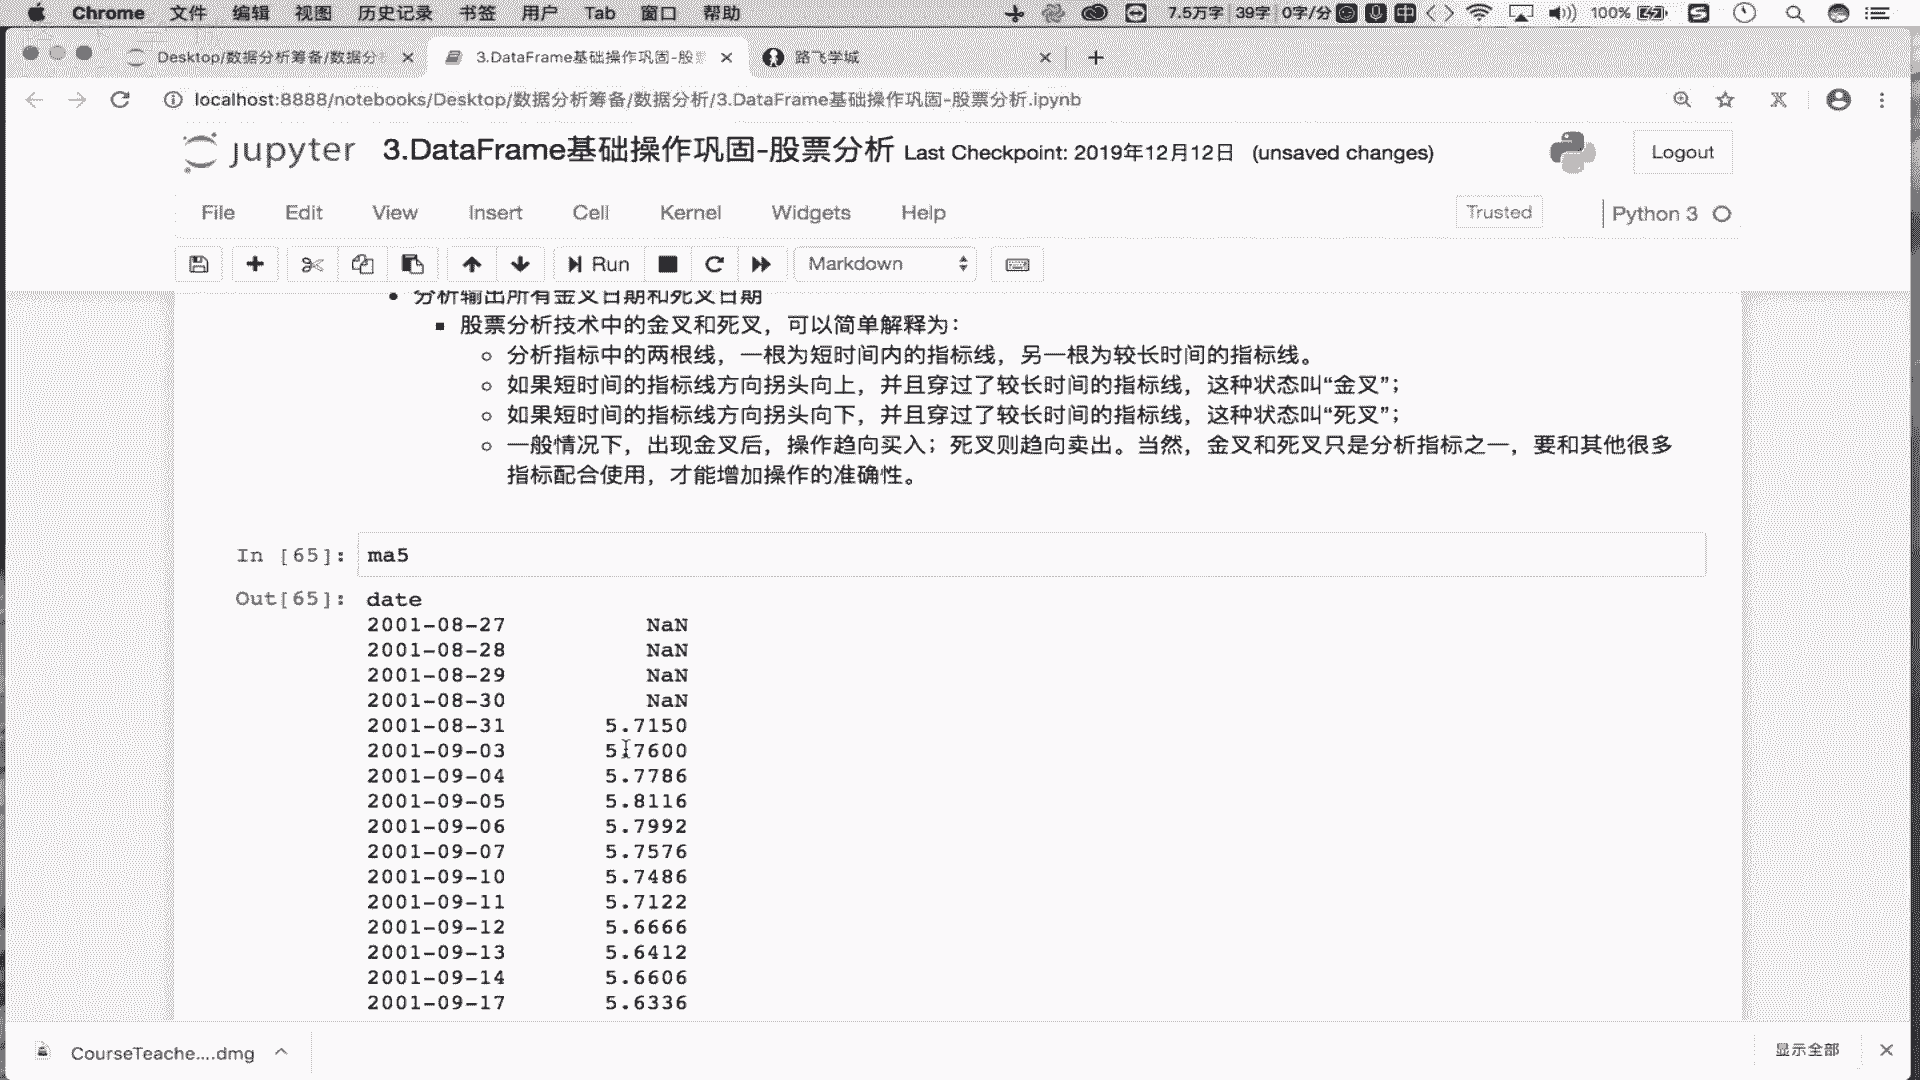 Chrome 文件 编辑 视图 历史记录 书签 用户 Tab 窗口 帮助 7.5万字 39字 0字/分 中 100%
Desktop/数据分析筹备/数据分 3.DataFrame基础操作巩固-股 路飞学城
localhost:8888/notebooks/Desktop/数据分析筹备/数据分析/3.DataFrame基础操作巩固-股票分析.ipynb
jupyter 3.DataFrame基础操作巩固-股票分析 Last Checkpoint: 2019年12月12日 (unsaved changes) Logout
File Edit View Insert Cell Kernel Widgets Help Trusted Python 3
Run Markdown
分析输出所有金叉日期和死叉日期
股票分析技术中的金叉和死叉，可以简单解释为：
分析指标中的两根线，一根为短时间内的指标线，另一根为较长时间的指标线。
如果短时间的指标线方向拐头向上，并且穿过了较长时间的指标线，这种状态叫“金叉”；
如果短时间的指标线方向拐头向下，并且穿过了较长时间的指标线，这种状态叫“死叉”；
一般情况下，出现金叉后，操作趋向买入；死叉则趋向卖出。当然，金叉和死叉只是分析指标之一，要和其他很多
指标配合使用，才能增加操作的准确性。
In [65]: ma5
Out[65]: date
2001-08-27 NaN
2001-08-28 NaN
2001-08-29 NaN
2001-08-30 NaN
2001-08-31 5.7150
2001-09-03 5.7600
2001-09-04 5.7786
2001-09-05 5.8116
2001-09-06 5.7992
2001-09-07 5.7576
2001-09-10 5.7486
2001-09-11 5.7122
2001-09-12 5.6666
2001-09-13 5.6412
2001-09-14 5.6606
2001-09-17 5.6336
CourseTeache....dmg 显示全部